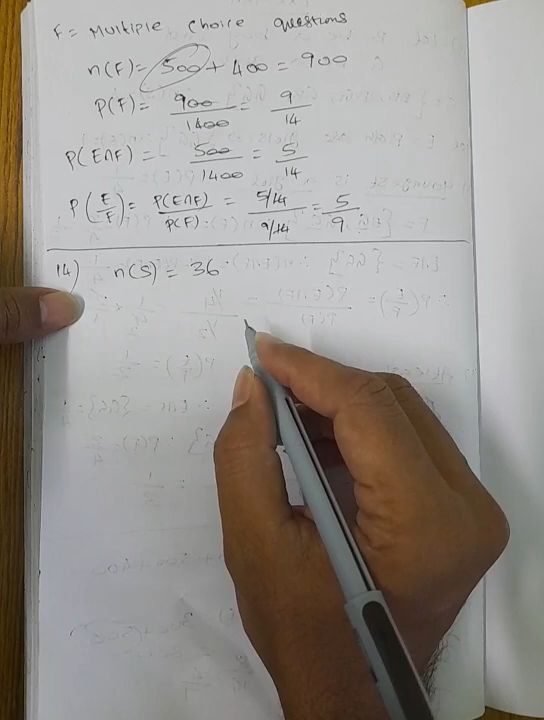 F = Multiple Choice Questions
n(F) = 500 + 400 = 900
P(F) = 900/1400 = 9/14
P(E∩F) = 500/1400 = 5/14
P(E/F) = P(E∩F)/P(F) = 5/14/9/14 = 5/9
14) n(S) = 36